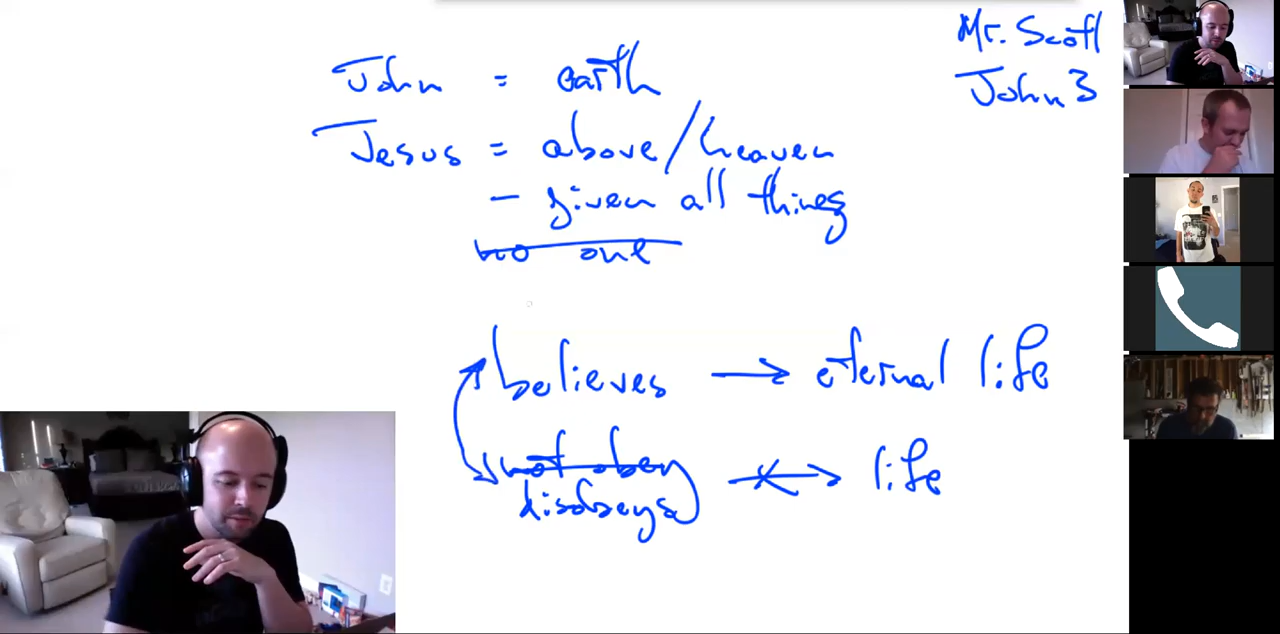 Mr. Scott
John 3
John = earth
Jesus = above/heaven
- given all things
no one
believes → eternal life
not obey
disobeys → life